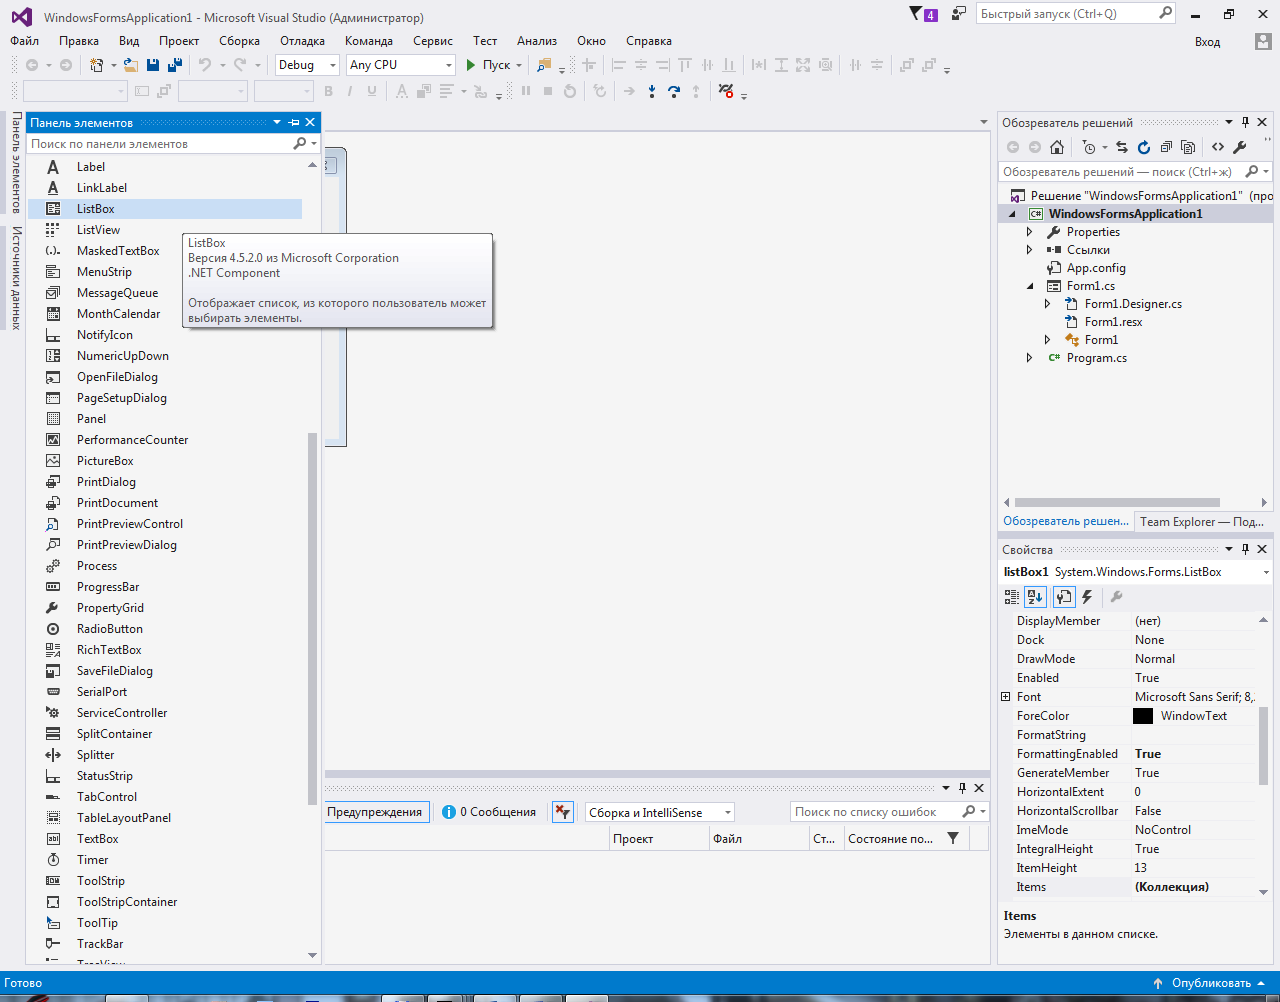 WindowsFormsApplication1 - Microsoft Visual Studio (Администратор)
4
Быстрый запуск (Ctrl+Q)
Файл Правка Вид Проект Сборка Отладка Команда Сервис Тест Анализ Окно Справка
Вход
Debug
Any CPU
Пуск
Панель элементов
Источники данных
Панель элементов
Поиск по панели элементов
Label
LinkLabel
ListBox
ListView
MaskedTextBox
MenuStrip
MessageQueue
MonthCalendar
NotifyIcon
NumericUpDown
OpenFileDialog
PageSetupDialog
Panel
PerformanceCounter
PictureBox
PrintDialog
PrintDocument
PrintPreviewControl
PrintPreviewDialog
Process
ProgressBar
PropertyGrid
RadioButton
RichTextBox
SaveFileDialog
SerialPort
ServiceController
SplitContainer
Splitter
StatusStrip
TabControl
TableLayoutPanel
TextBox
Timer
ToolStrip
ToolStripContainer
ToolTip
TrackBar
ListBox
Версия 4.5.2.0 из Microsoft Corporation
.NET Component
Отображает список, из которого пользователь может
выбирать элементы.
Предупреждения
0 Сообщения
Сборка и IntelliSense
Поиск по списку ошибок
Проект
Файл
Ст...
Состояние по...
Обозреватель решений
Обозреватель решений — поиск (Ctrl+ж)
Решение "WindowsFormsApplication1" (про
WindowsFormsApplication1
Properties
Ссылки
App.config
Form1.cs
Form1.Designer.cs
Form1.resx
Form1
Program.cs
Обозреватель решен...
Team Explorer — Под...
Свойства
listBox1 System.Windows.Forms.ListBox
DisplayMember (нет)
Dock None
DrawMode Normal
Enabled True
Font Microsoft Sans Serif; 8,
ForeColor WindowText
FormatString
FormattingEnabled True
GenerateMember True
HorizontalExtent 0
HorizontalScrollbar False
ImeMode NoControl
IntegralHeight True
ItemHeight 13
Items (Коллекция)
Items
Элементы в данном списке.
Готово
Опубликовать